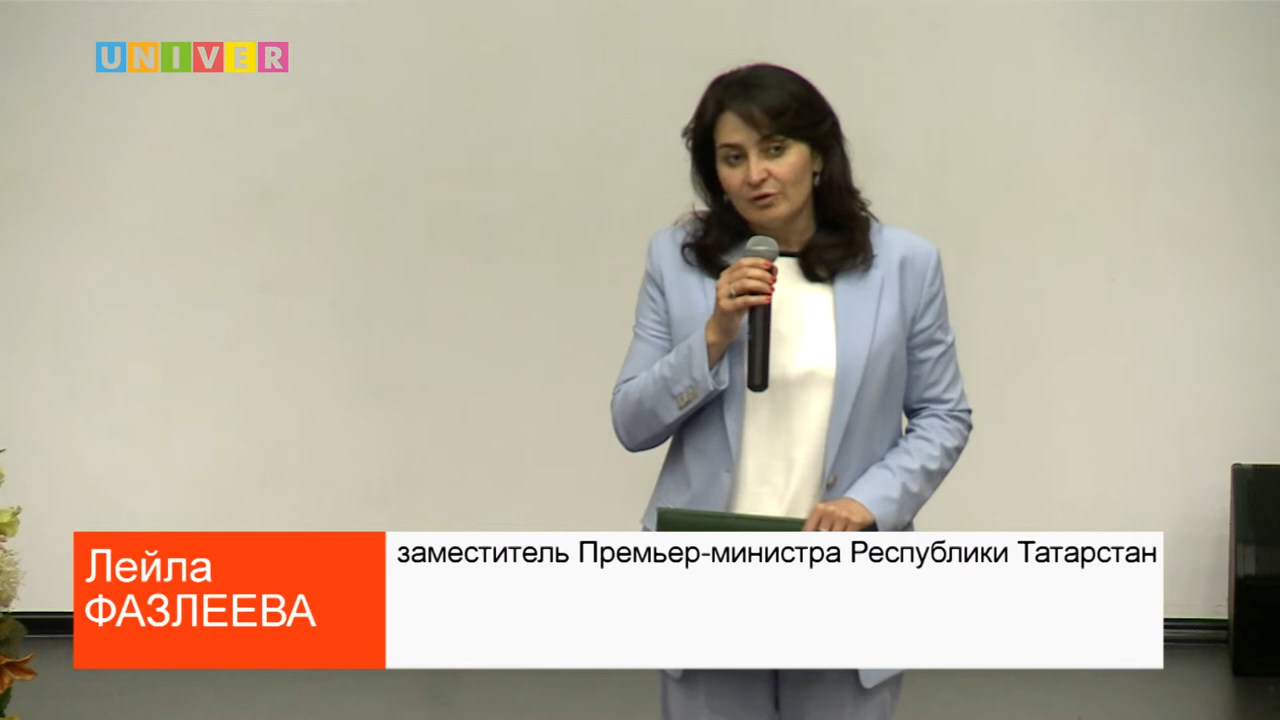 UNIVER
Лейла
ФАЗЛЕЕВА
заместитель Премьер-министра Республики Татарстан